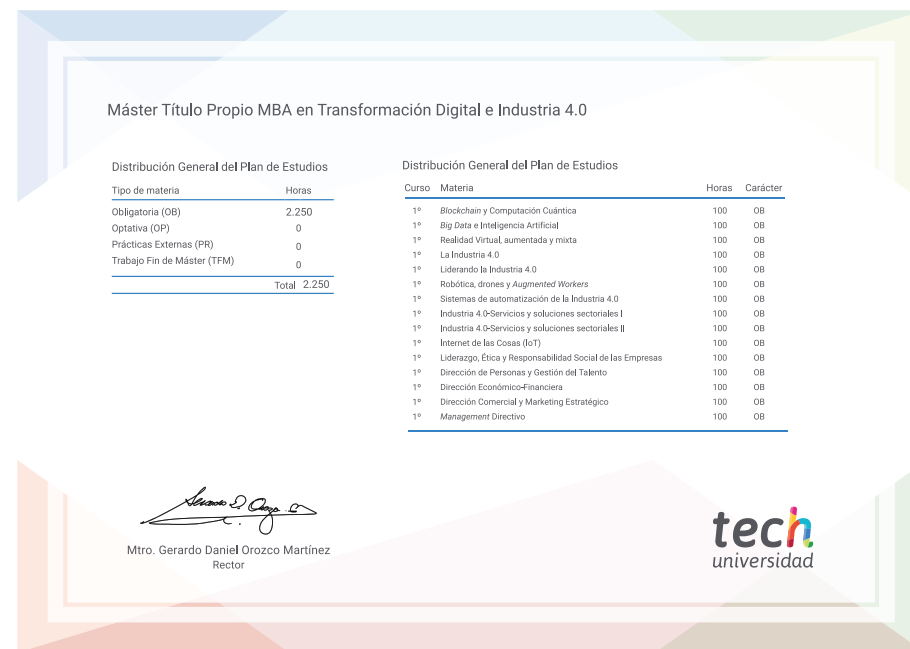 Máster Título Propio MBA en Transformación Digital e Industria 4.0
Distribución General del Plan de Estudios
Tipo de materia Horas
Obligatoria (OB) 2.250
Optativa (OP) 0
Prácticas Externas (PR) 0
Trabajo Fin de Máster (TFM) 0
Total 2.250
Distribución General del Plan de Estudios
Curso Materia Horas Carácter
1º Blockchain y Computación Cuántica 100 OB
1º Big Data e Inteligencia Artificial 100 OB
1º Realidad Virtual, aumentada y mixta 100 OB
1º La Industria 4.0 100 OB
1º Liderando la Industria 4.0 100 OB
1º Robótica, drones y Augmented Workers 100 OB
1º Sistemas de automatización de la Industria 4.0 100 OB
1º Industria 4.0-Servicios y soluciones sectoriales I 100 OB
1º Industria 4.0-Servicios y soluciones sectoriales II 100 OB
1º Internet de las Cosas (IoT) 100 OB
1º Liderazgo, Ética y Responsabilidad Social de las Empresas 100 OB
1º Dirección de Personas y Gestión del Talento 100 OB
1º Dirección Económico-Financiera 100 OB
1º Dirección Comercial y Marketing Estratégico 100 OB
1º Management Directivo 100 OB
Mtro. Gerardo Daniel Orozco Martínez
Rector
tech
universidad